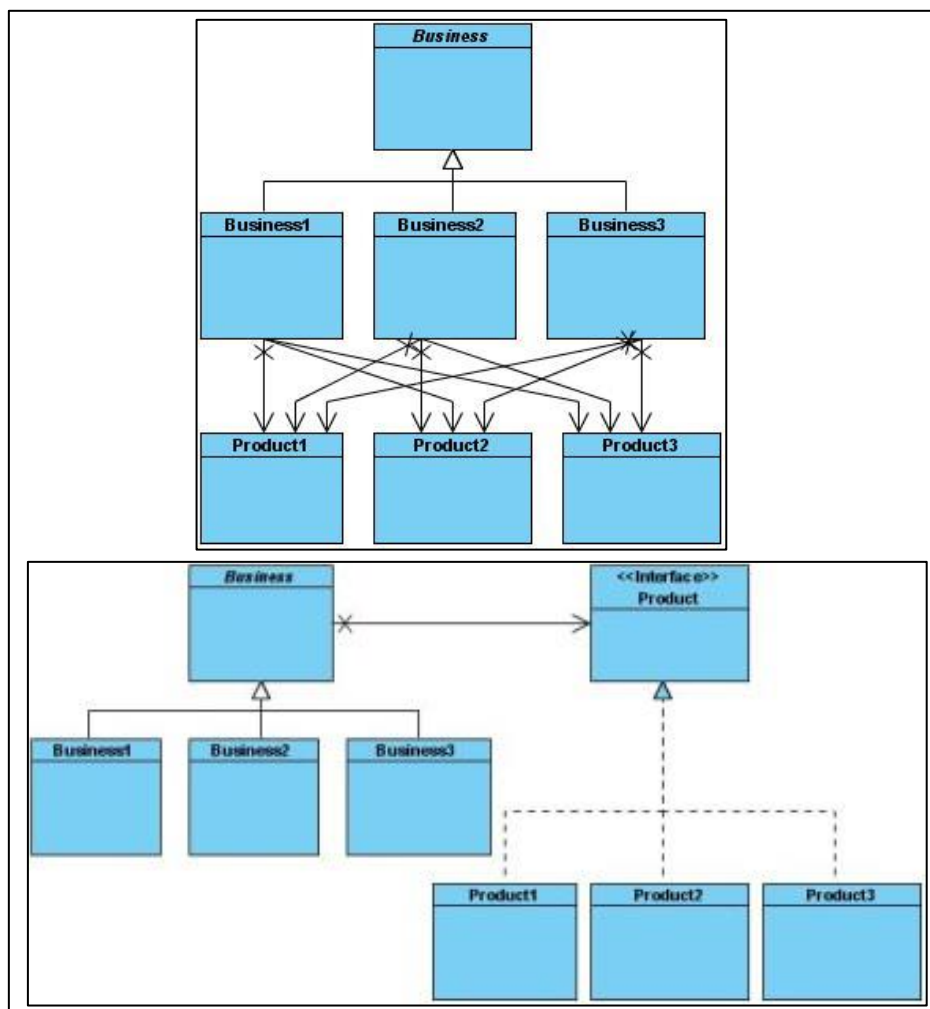 Business
Business1 Business2 Business3
Product1 Product2 Product3
Business
<<Interface>>
Product
Business1 Business2 Business3
Product1 Product2 Product3